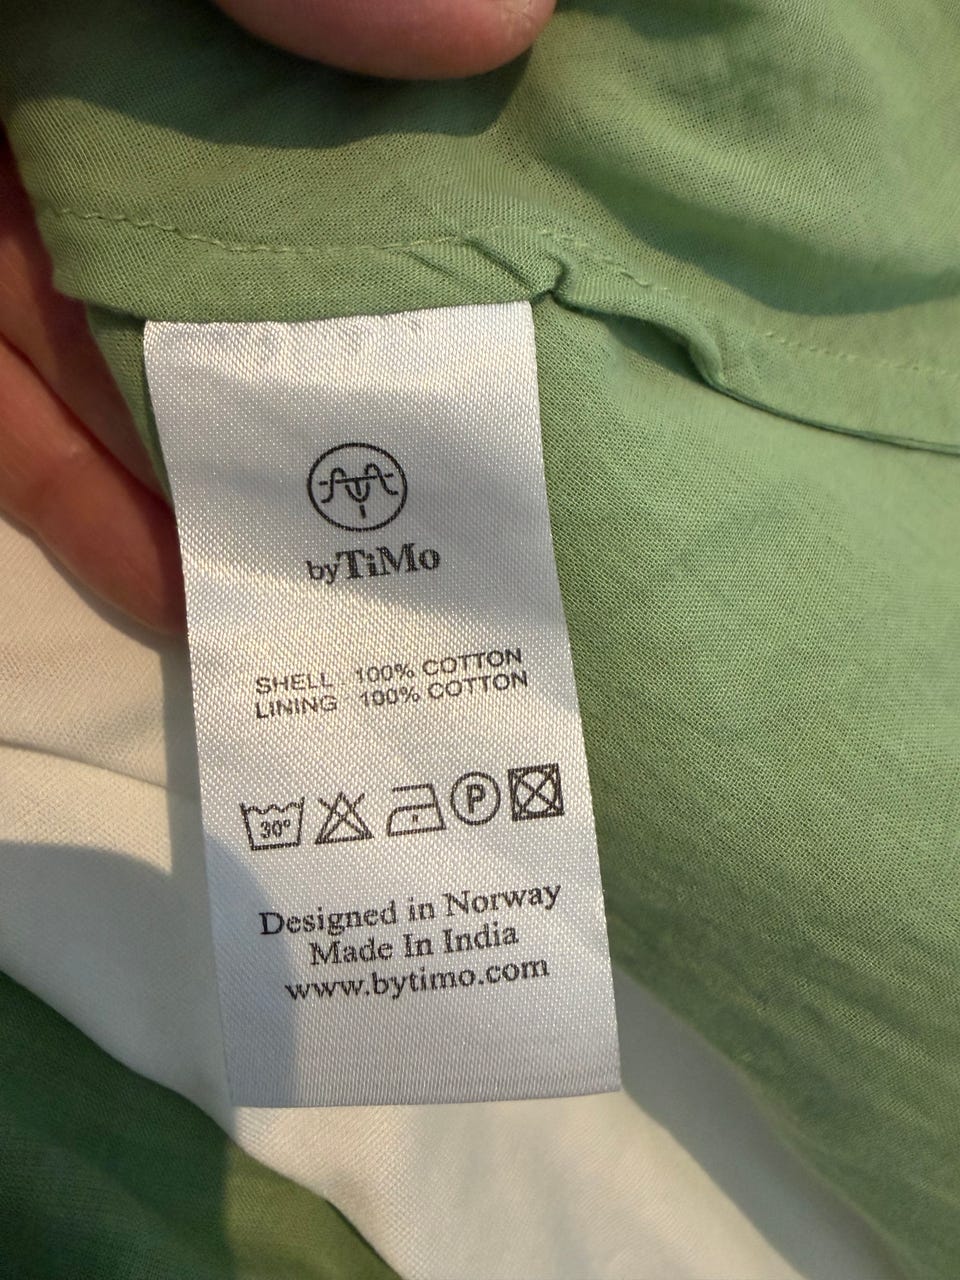 byTiMo
SHELL 100% COTTON
LINING 100% COTTON
30° P
Designed in Norway
Made In India
www.bytimo.com